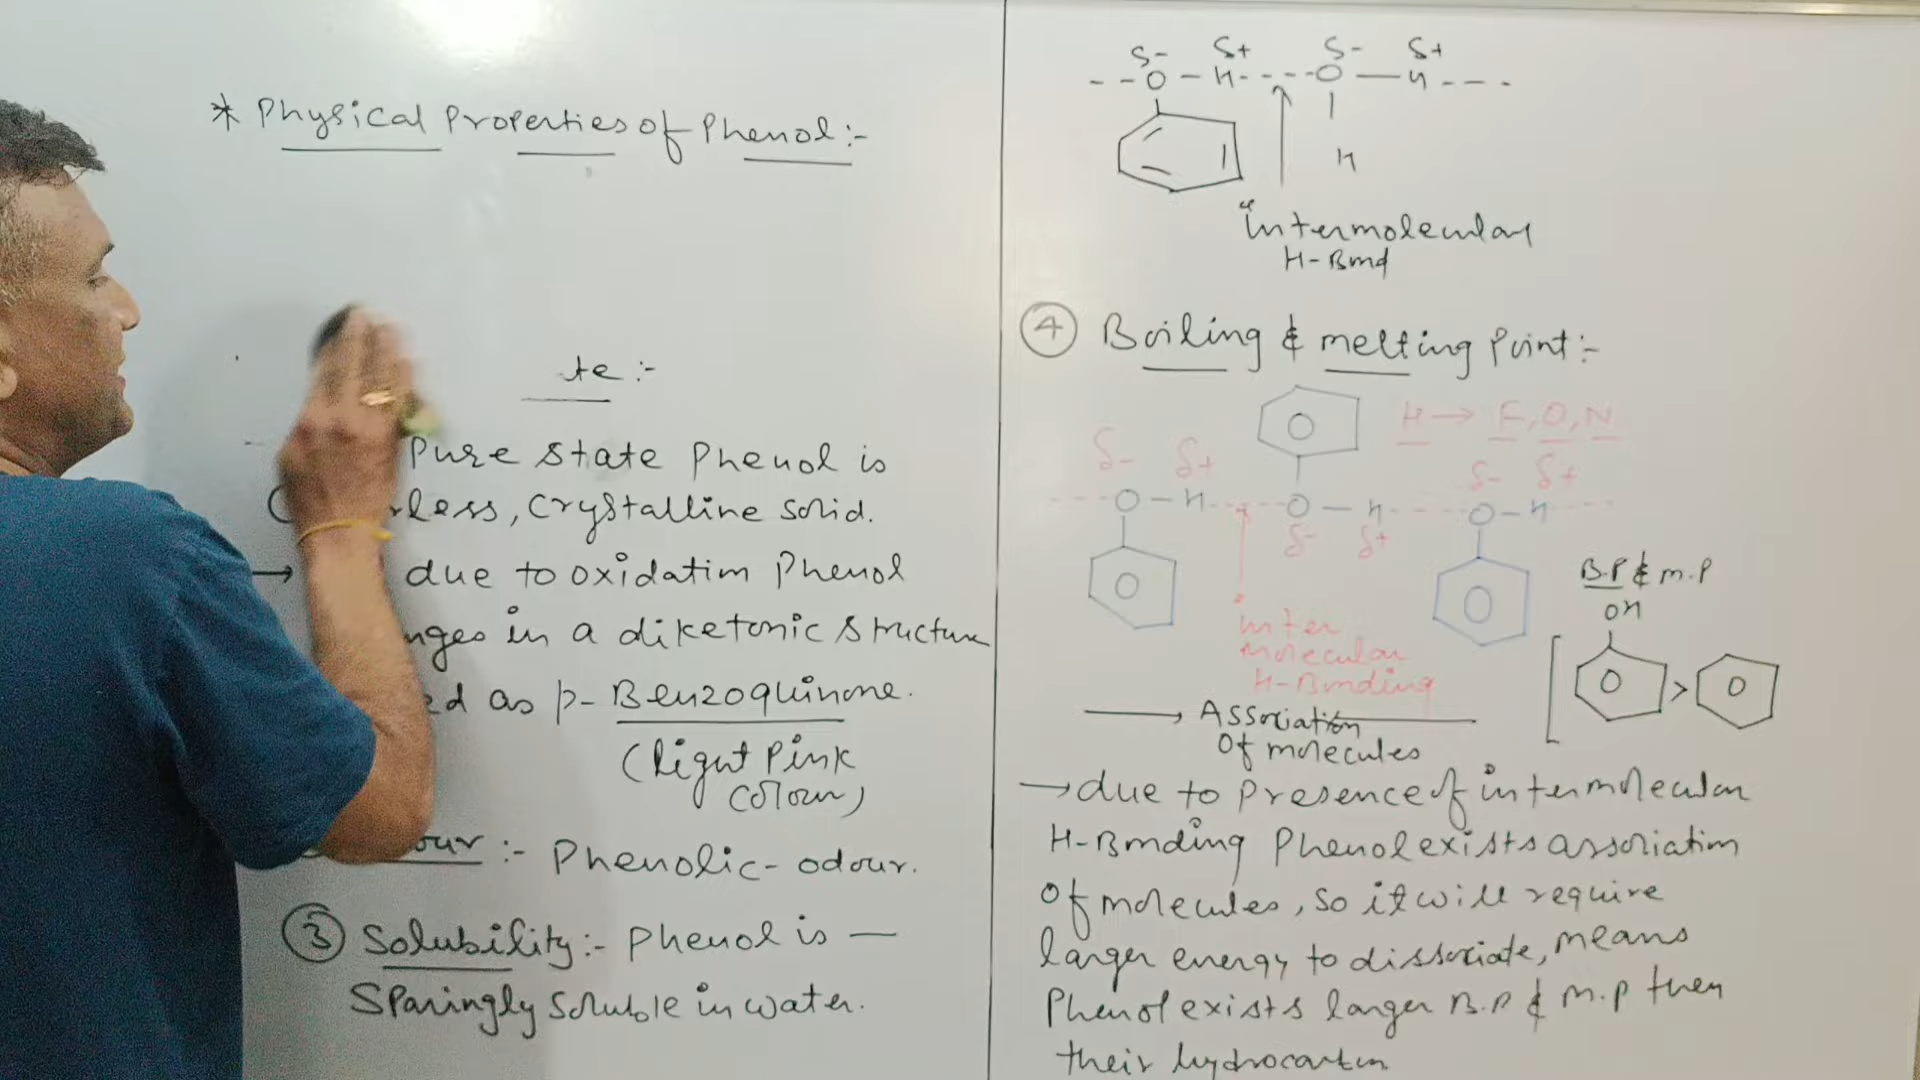 * Physical Properties of Phenol:-
te :-
Pure state Phenol is
rless, crystalline solid.
→ due to oxidation Phenol
nges in a diketonic structure
ed as p- Benzoquinone.
(light Pink
colour)
our :- Phenolic- odour.
③ Solubility:- Phenol is —
Sparingly soluble in water.
δ- δ+ δ- δ+
---O - H----O — H ---
H
"intermolecular
H-Bond
④ Boiling & melting Point:-
H → F, O, N
δ- δ+ δ- δ+
O-H O-H O-H
δ- δ+
"inter
molecular
H-Bonding
B.P & M.P
OH
>
→ Association
of molecules
→ due to Presence of intermolecular
H-Bonding Phenol exists association
of molecules, so it will require
larger energy to dissociate, means
Phenol exists larger B.P & M.P then
their hydrocarbon